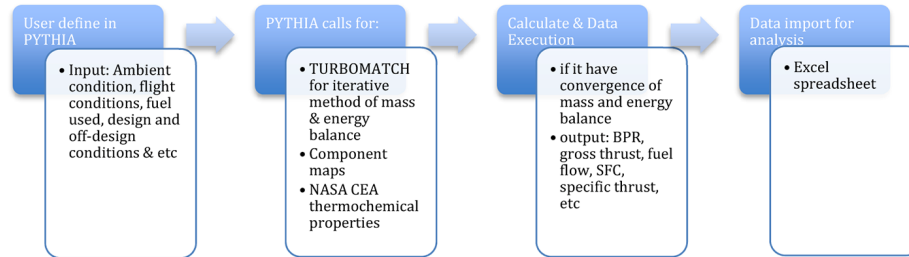 User define in
PYTHIA
• Input: Ambient
condition, flight
conditions, fuel
used, design and
off-design
conditions & etc
PYTHIA calls for:
• TURBOMATCH
for iterative
method of mass
& energy
balance
• Component
maps
• NASA CEA
thermochemical
properties
Calculate & Data
Execution
• if it have
convergence of
mass and energy
balance
• output: BPR,
gross thrust, fuel
flow, SFC,
specific thrust,
etc
Data import for
analysis
• Excel
spreadsheet